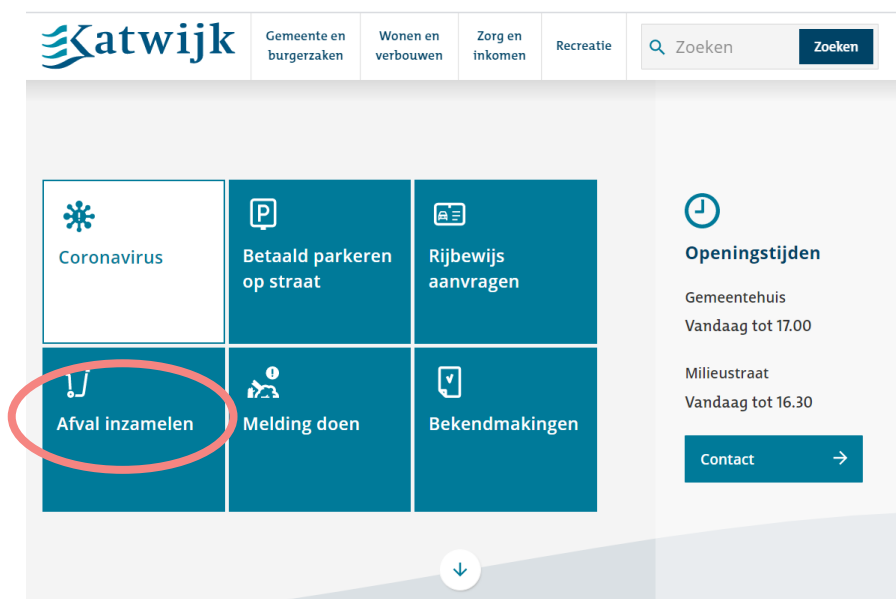 Katwijk
Gemeente en
burgerzaken
Wonen en
verbouwen
Zorg en
inkomen
Recreatie
Zoeken
Zoeken
Coronavirus
P
Betaald parkeren
op straat
Rijbewijs
aanvragen
Afval inzamelen
Melding doen
Bekendmakingen
Openingstijden
Gemeentehuis
Vandaag tot 17.00
Milieustraat
Vandaag tot 16.30
Contact